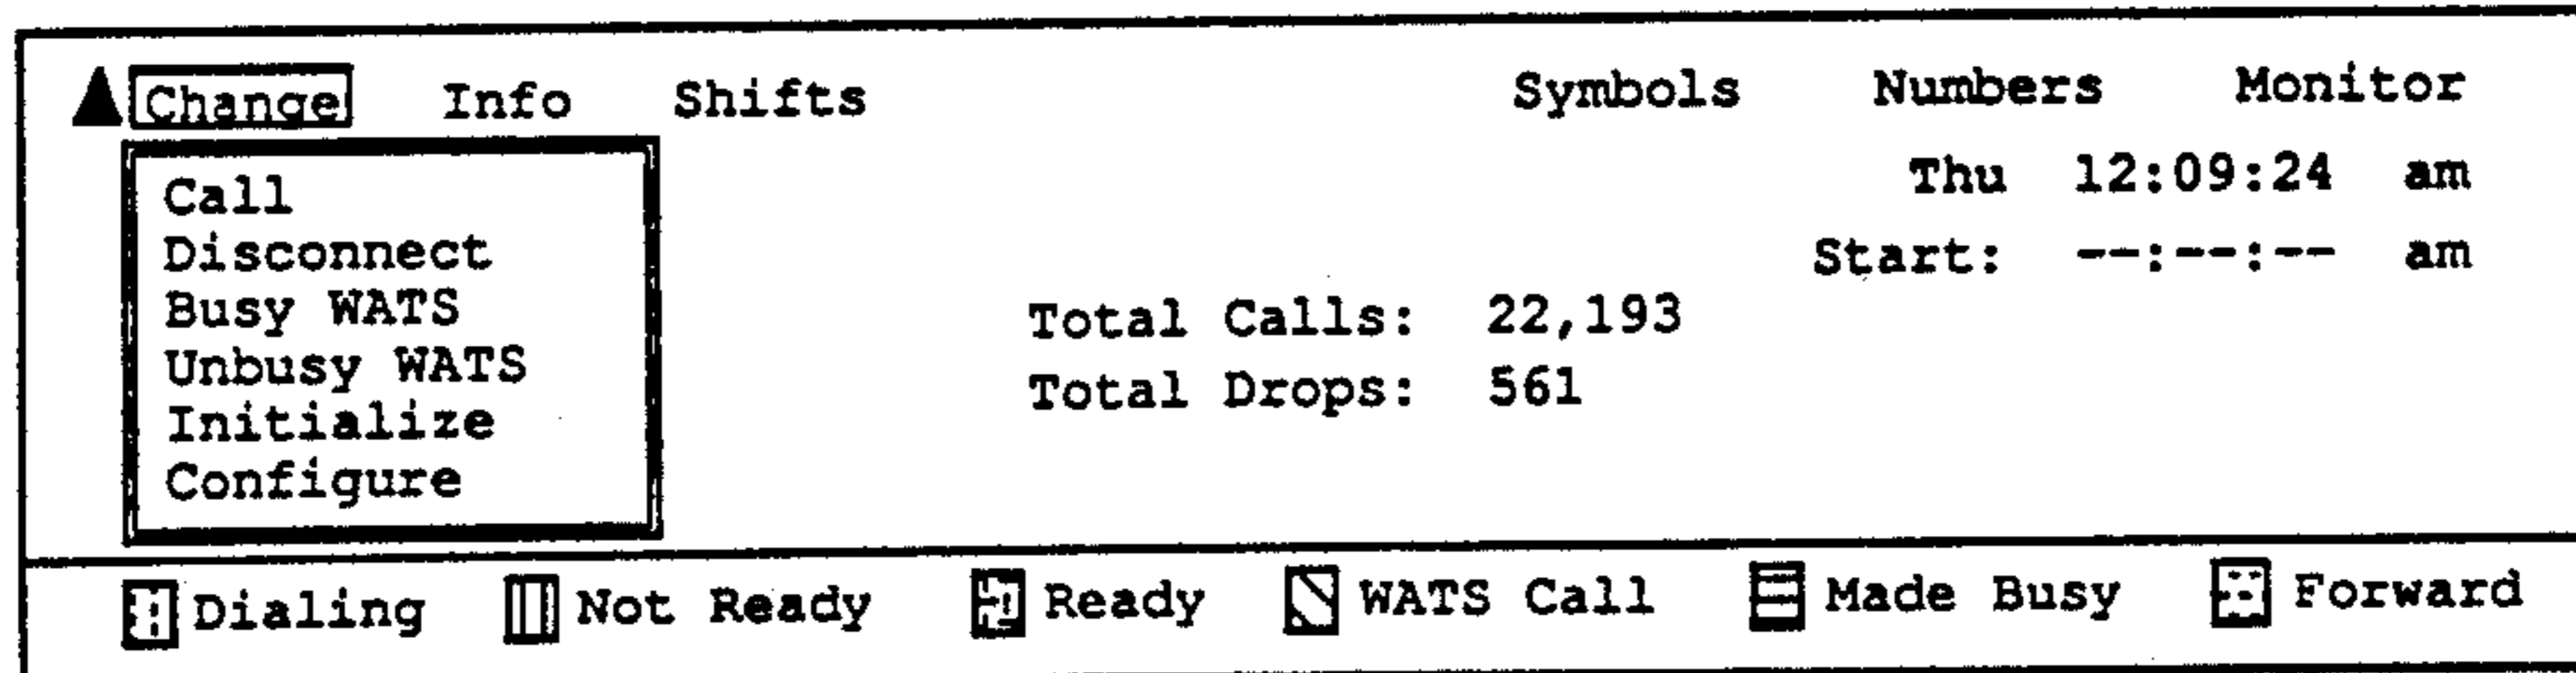 Change Info Shifts Symbols Numbers Monitor
Thu 12:09:24 am
Start: --:--:-- am
Call
Disconnect
Busy WATS
Unbusy WATS
Initialize
Configure
Total Calls: 22,193
Total Drops: 561
Dialing Not Ready Ready WATS Call Made Busy Forward